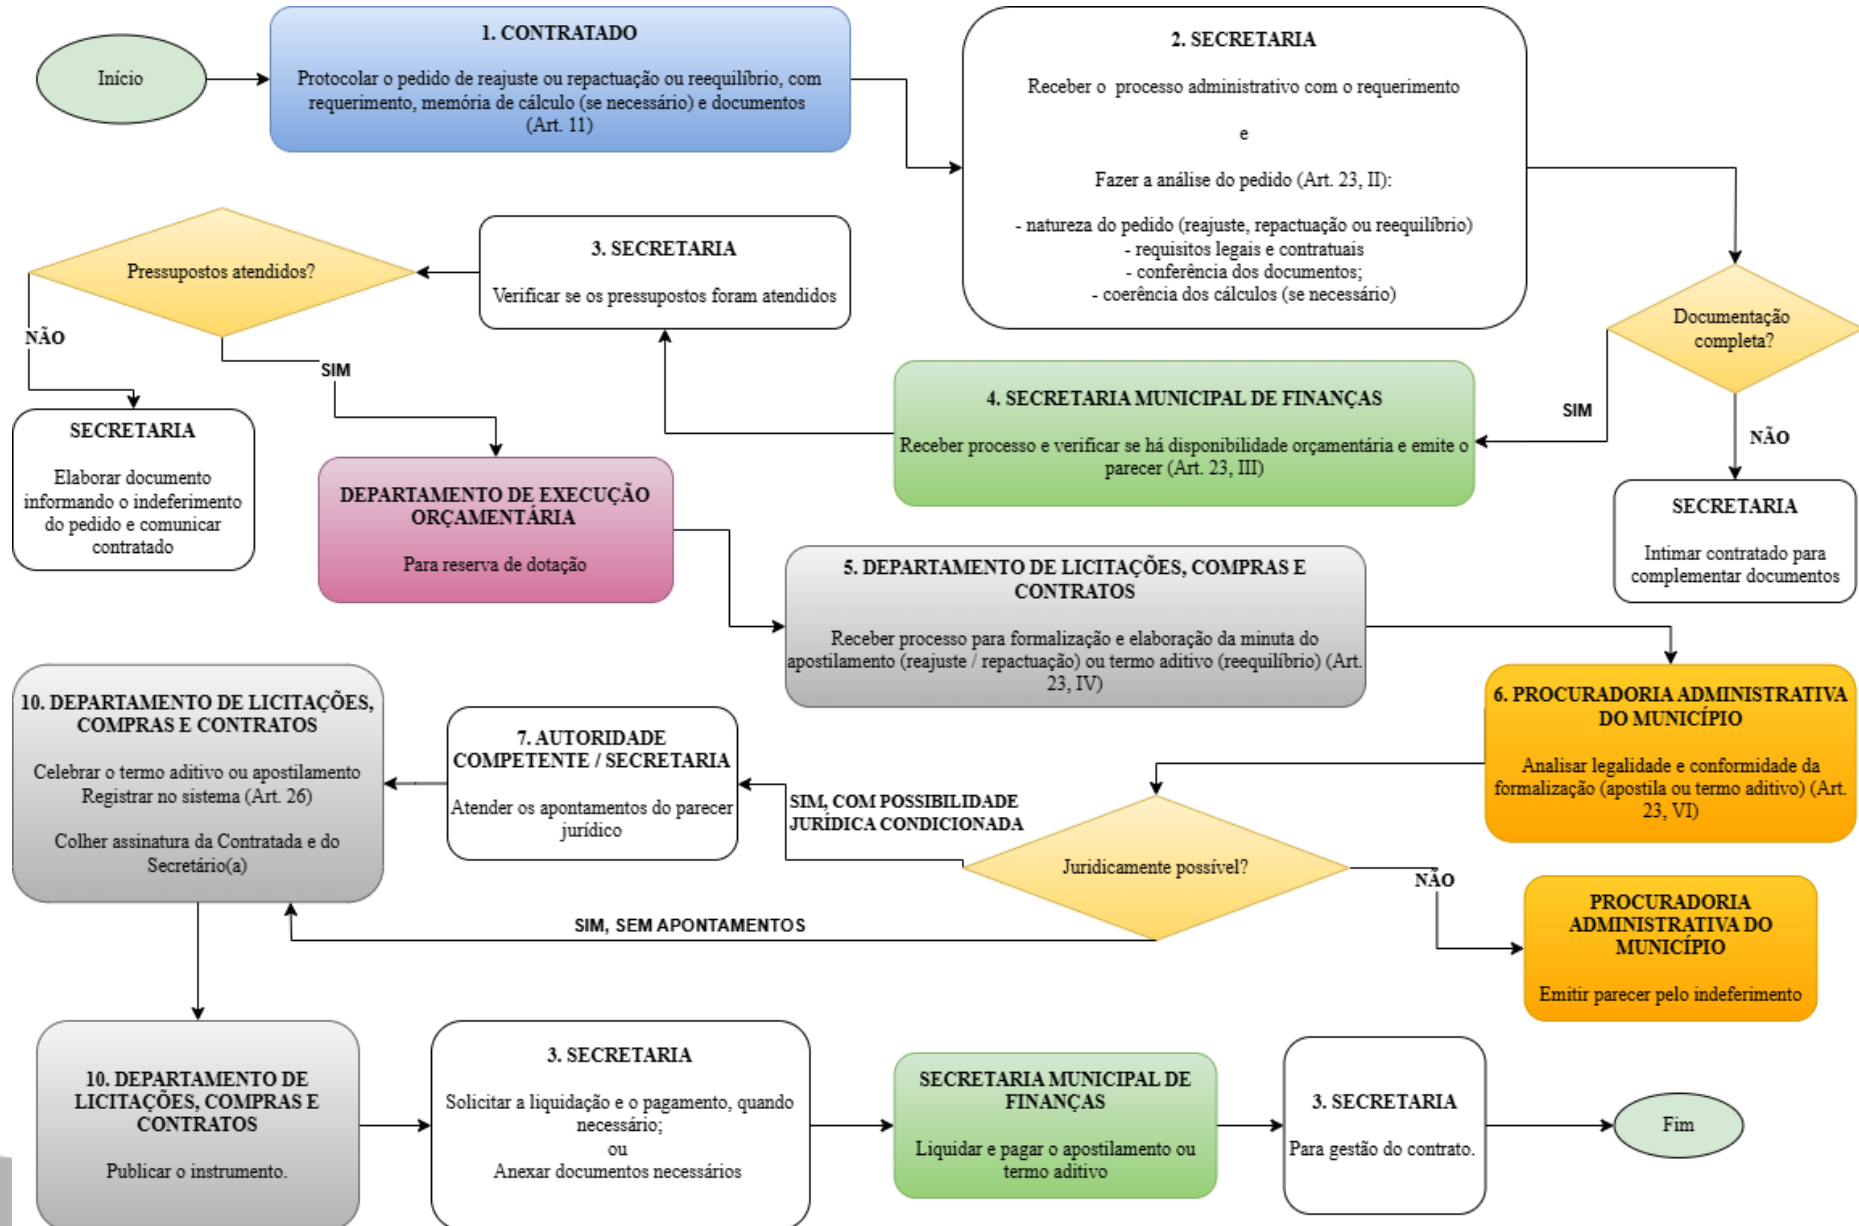 Início
1. CONTRATADO
Protocolar o pedido de reajuste ou repactuação ou reequilíbrio, com
requerimento, memória de cálculo (se necessário) e documentos
(Art. 11)
2. SECRETARIA
Receber o processo administrativo com o requerimento
e
Fazer a análise do pedido (Art. 23, II):
- natureza do pedido (reajuste, repactuação ou reequilíbrio)
- requisitos legais e contratuais
- conferência dos documentos;
- coerência dos cálculos (se necessário)
Documentação
completa?
SIM
NÃO
SECRETARIA
Intimar contratado para
complementar documentos
4. SECRETARIA MUNICIPAL DE FINANÇAS
Receber processo e verificar se há disponibilidade orçamentária e emite o
parecer (Art. 23, III)
3. SECRETARIA
Verificar se os pressupostos foram atendidos
Pressupostos atendidos?
NÃO
SIM
SECRETARIA
Elaborar documento
informando o indeferimento
do pedido e comunicar
contratado
DEPARTAMENTO DE EXECUÇÃO
ORÇAMENTÁRIA
Para reserva de dotação
5. DEPARTAMENTO DE LICITAÇÕES, COMPRAS E
CONTRATOS
Receber processo para formalização e elaboração da minuta do
apostilamento (reajuste / repactuação) ou termo aditivo (reequilíbrio) (Art.
23, IV)
6. PROCURADORIA ADMINISTRATIVA
DO MUNICÍPIO
Analisar legalidade e conformidade da
formalização (apostila ou termo aditivo) (Art.
23, VI)
Juridicamente possível?
NÃO
PROCURADORIA
ADMINISTRATIVA DO
MUNICÍPIO
Emitir parecer pelo indeferimento
SIM, COM POSSIBILIDADE
JURÍDICA CONDICIONADA
SIM, SEM APONTAMENTOS
7. AUTORIDADE
COMPETENTE / SECRETARIA
Atender os apontamentos do parecer
jurídico
10. DEPARTAMENTO DE LICITAÇÕES,
COMPRAS E CONTRATOS
Celebrar o termo aditivo ou apostilamento
Registrar no sistema (Art. 26)
Colher assinatura da Contratada e do
Secretário(a)
10. DEPARTAMENTO DE
LICITAÇÕES, COMPRAS E
CONTRATOS
Publicar o instrumento.
3. SECRETARIA
Solicitar a liquidação e o pagamento, quando
necessário;
ou
Anexar documentos necessários
SECRETARIA MUNICIPAL DE
FINANÇAS
Liquidar e pagar o apostilamento ou
termo aditivo
3. SECRETARIA
Para gestão do contrato.
Fim